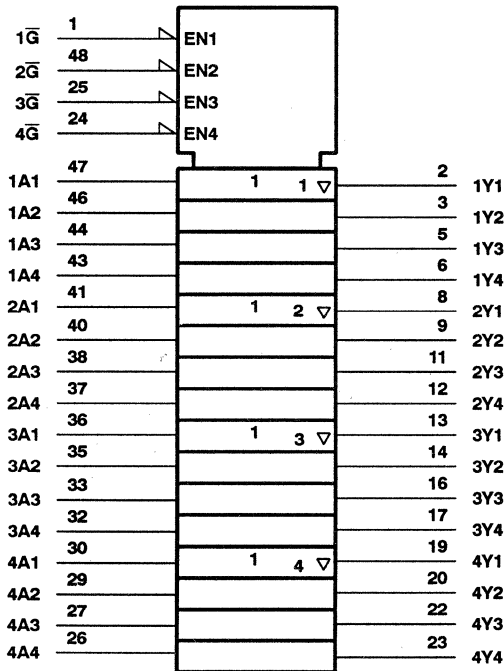 1G̅ 1 EN1
2G̅ 48 EN2
3G̅ 25 EN3
4G̅ 24 EN4
1A1 47 1 1 ▽ 2 1Y1
1A2 46 3 1Y2
1A3 44 5 1Y3
1A4 43 6 1Y4
2A1 41 1 2 ▽ 8 2Y1
2A2 40 9 2Y2
2A3 38 11 2Y3
2A4 37 12 2Y4
3A1 36 1 3 ▽ 13 3Y1
3A2 35 14 3Y2
3A3 33 16 3Y3
3A4 32 17 3Y4
4A1 30 1 4 ▽ 19 4Y1
4A2 29 20 4Y2
4A3 27 22 4Y3
4A4 26 23 4Y4